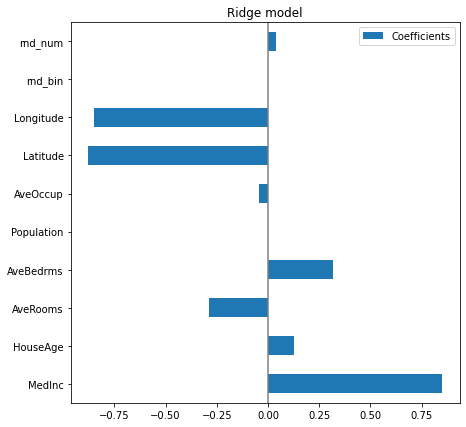 Ridge model
Coefficients
rnd_num
rnd_bin
Longitude
Latitude
AveOccup
Population
AveBedrms
AveRooms
HouseAge
MedInc
−0.75 −0.50 −0.25 0.00 0.25 0.50 0.75